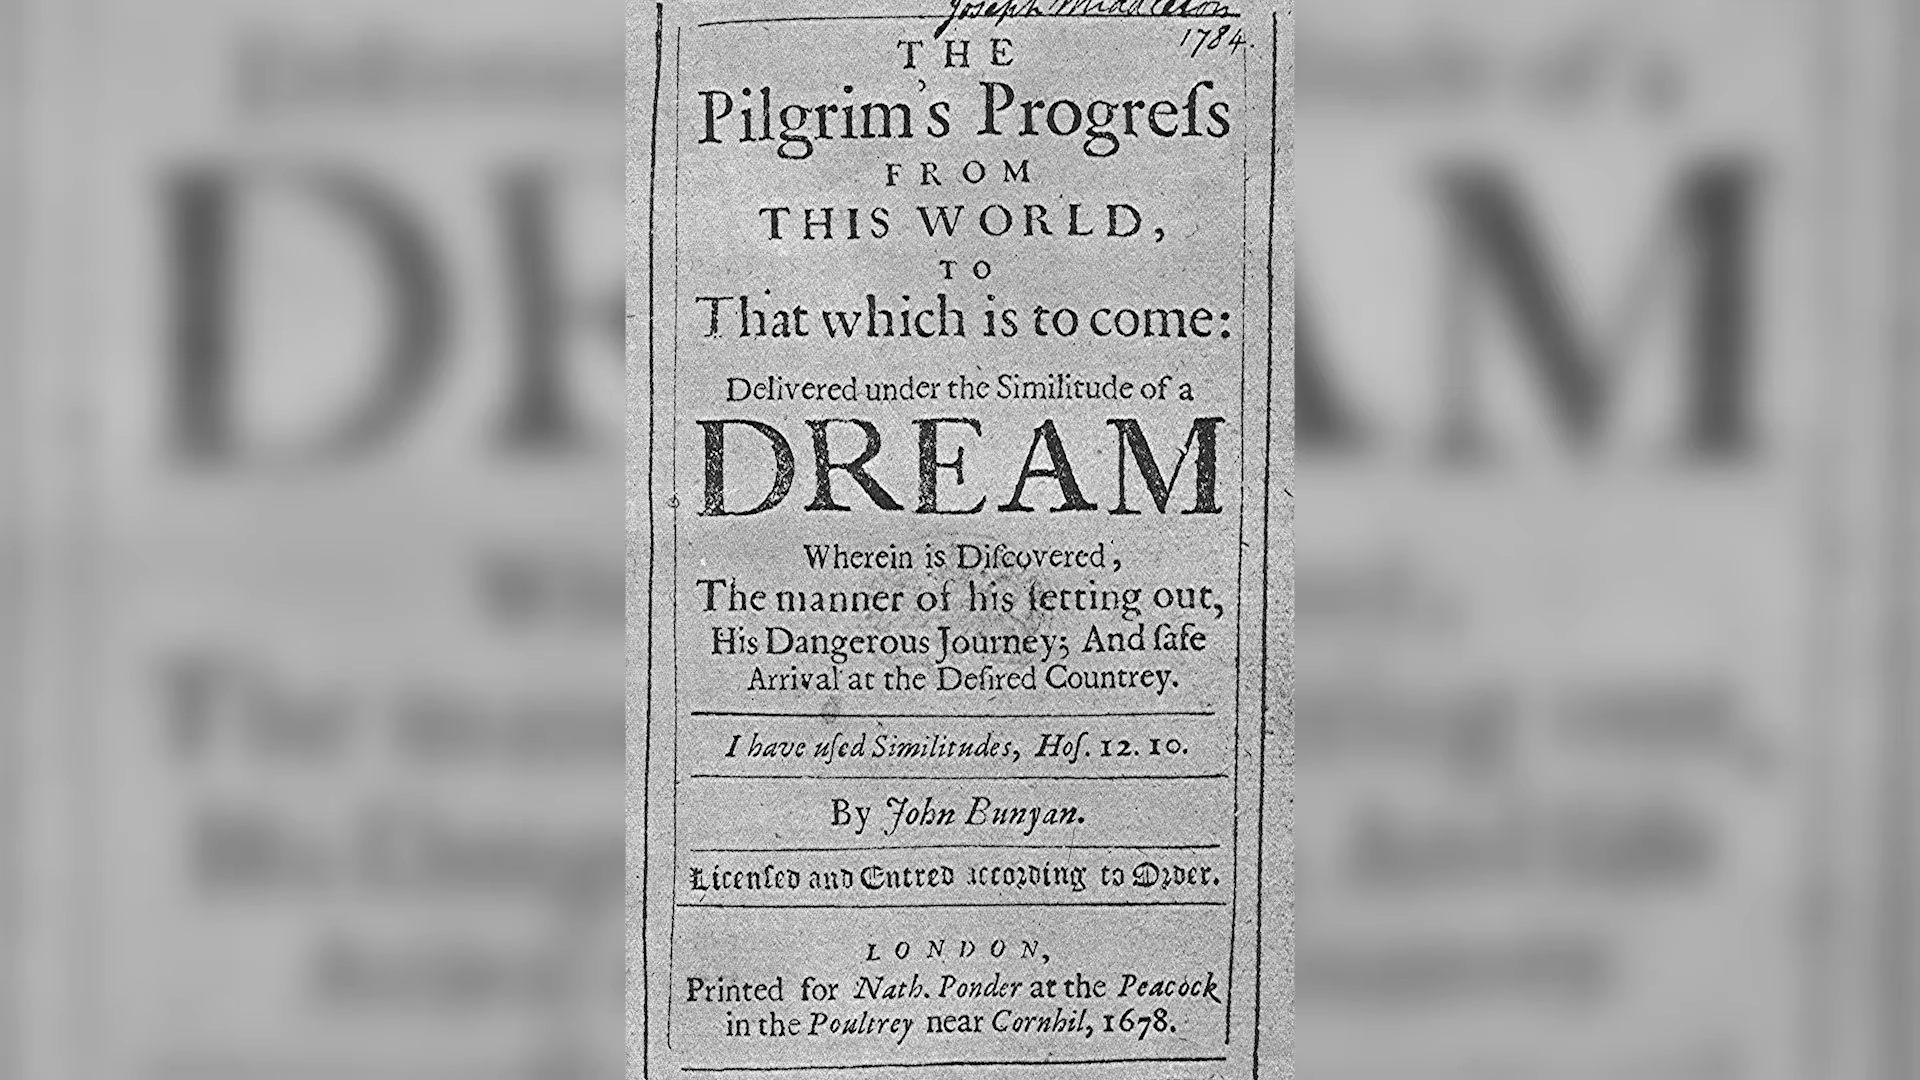 Joseph Middleton
1784.
THE
Pilgrim's Progreſs
FROM
THIS WORLD,
TO
That which is to come:
Delivered under the Similitude of a
DREAM
Wherein is Diſcovered,
The manner of his ſetting out,
His Dangerous Journey; And ſafe
Arrival at the Deſired Countrey.
I have uſed Similitudes, Hoſ. 12. 10.
By John Bunyan.
Licenſed and Entred according to Order.
LONDON,
Printed for Nath. Ponder at the Peacock
in the Poultrey near Cornhil, 1678.